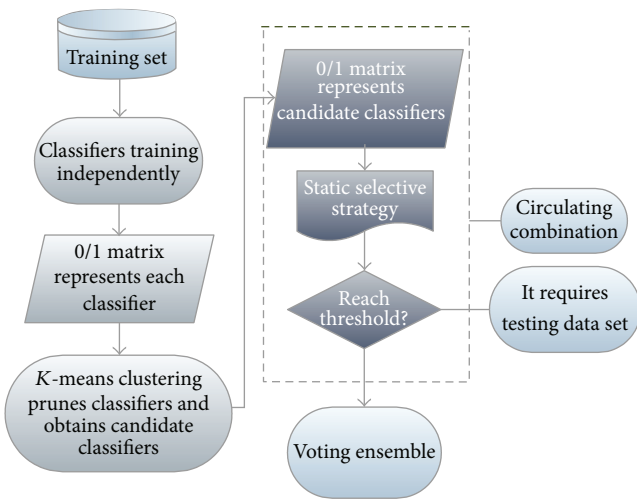 Training set
Classifiers training
independently
0/1 matrix
represents each
classifier
K-means clustering
prunes classifiers and
obtains candidate
classifiers
0/1 matrix
represents
candidate classifiers
Static selective
strategy
Reach
threshold?
Voting ensemble
Circulating
combination
It requires
testing data set